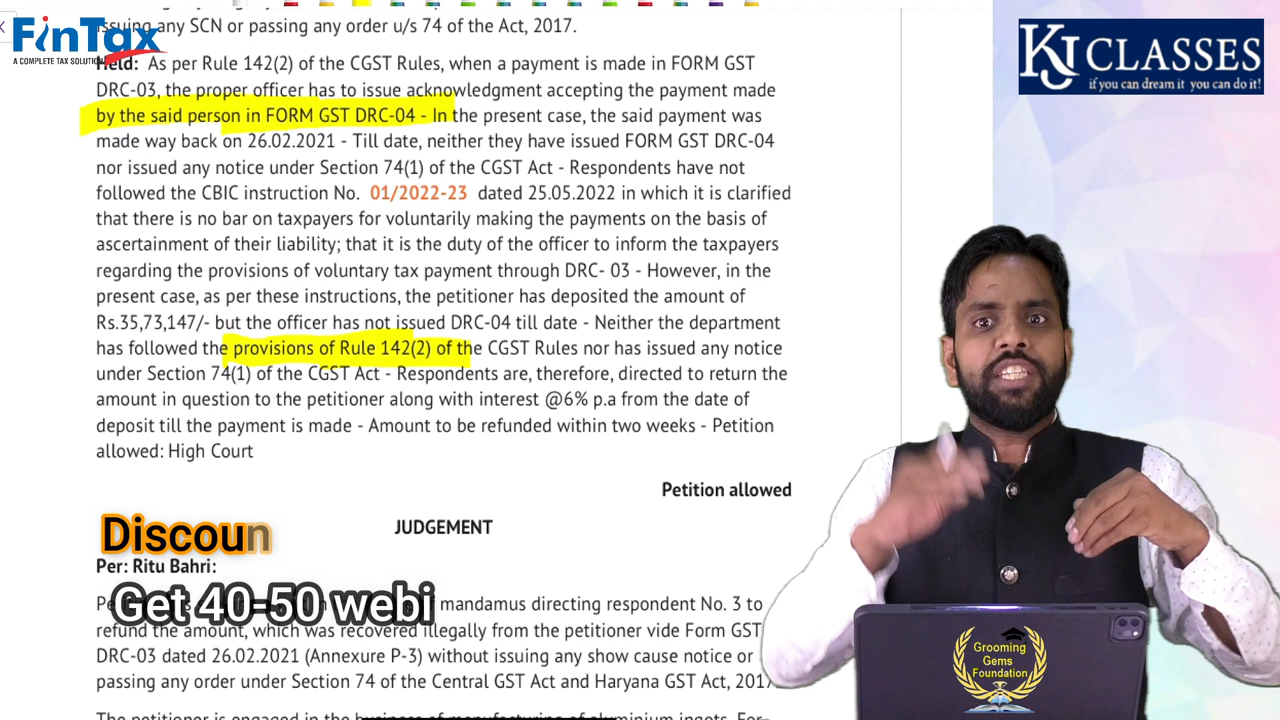 issuing any SCN or passing any order u/s 74 of the Act, 2017.
FinTax
A COMPLETE TAX SOLUTION
KJ CLASSES
if you can dream it you can do it!
Held: As per Rule 142(2) of the CGST Rules, when a payment is made in FORM GST
DRC-03, the proper officer has to issue acknowledgment accepting the payment made
by the said person in FORM GST DRC-04 - In the present case, the said payment was
made way back on 26.02.2021 - Till date, neither they have issued FORM GST DRC-04
nor issued any notice under Section 74(1) of the CGST Act - Respondents have not
followed the CBIC instruction No. 01/2022-23 dated 25.05.2022 in which it is clarified
that there is no bar on taxpayers for voluntarily making the payments on the basis of
ascertainment of their liability; that it is the duty of the officer to inform the taxpayers
regarding the provisions of voluntary tax payment through DRC- 03 - However, in the
present case, as per these instructions, the petitioner has deposited the amount of
Rs.35,73,147/- but the officer has not issued DRC-04 till date - Neither the department
has followed the provisions of Rule 142(2) of the CGST Rules nor has issued any notice
under Section 74(1) of the CGST Act - Respondents are, therefore, directed to return the
amount in question to the petitioner along with interest @6% p.a from the date of
deposit till the payment is made - Amount to be refunded within two weeks - Petition
allowed: High Court
Petition allowed
Discoun
JUDGEMENT
Per: Ritu Bahri:
Get 40-50 webi
mandamus directing respondent No. 3 to
refund the amount, which was recovered illegally from the petitioner vide Form GST
DRC-03 dated 26.02.2021 (Annexure P-3) without issuing any show cause notice or
passing any order under Section 74 of the Central GST Act and Haryana GST Act, 2017
The petitioner is engaged in the business of manufacturing of aluminium ingots. For
Grooming
Gems
Foundation